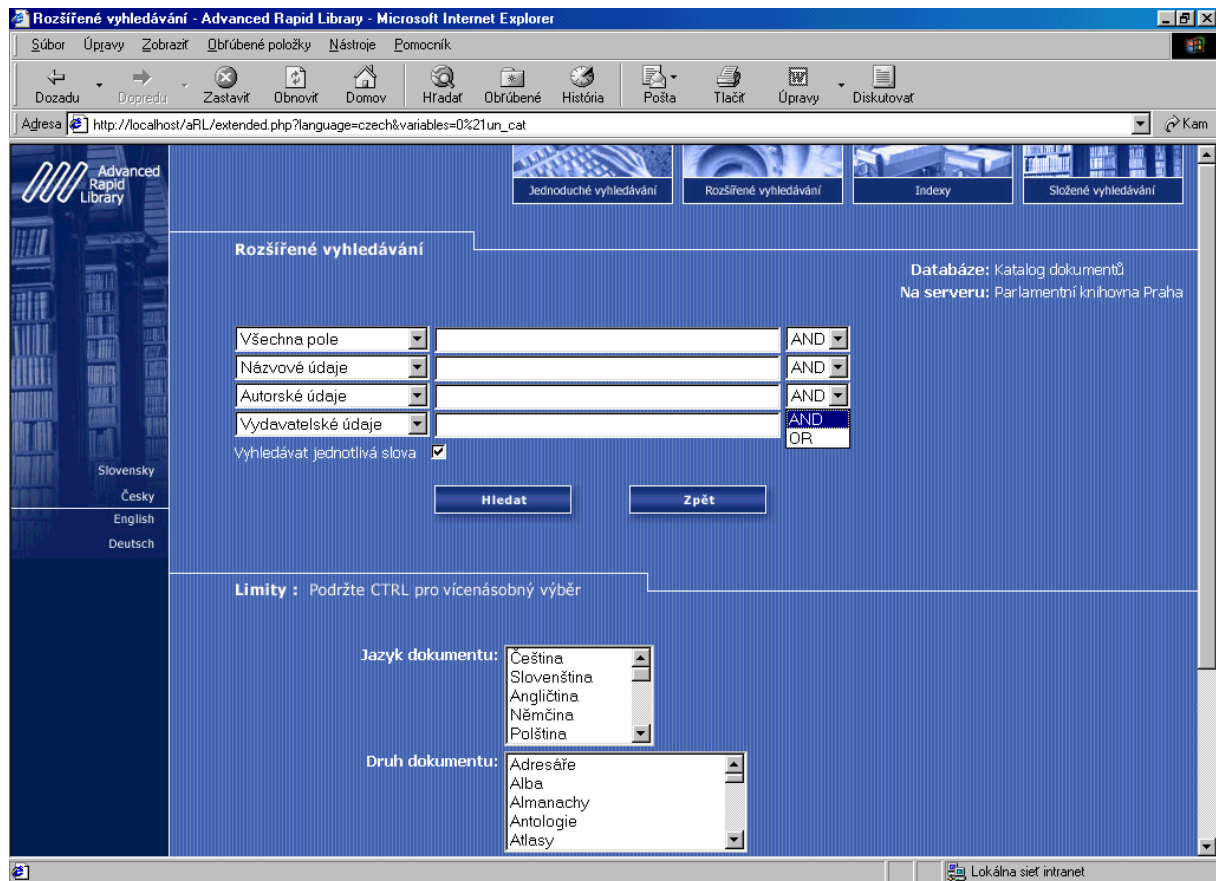 Rozšířené vyhledávání - Advanced Rapid Library - Microsoft Internet Explorer
Súbor Úpravy Zobraziť Obľúbené položky Nástroje Pomocník
Dozadu Dopredu Zastaviť Obnoviť Domov Hľadať Obľúbené História Pošta Tlačiť Úpravy Diskutovať
Adresa http://localhost/aRL/extended.php?language=czech&variables=0%21un_cat Kam
Advanced
Rapid
Library
Jednoduché vyhledávání Rozšířené vyhledávání Indexy Složené vyhledávání
Rozšířené vyhledávání
Databáze: Katalog dokumentů
Na serveru: Parlamentní knihovna Praha
Všechna pole AND
Názvové údaje AND
Autorské údaje AND
Vydavatelské údaje AND
OR
Vyhledávat jednotlivá slova
Slovensky
Česky
English
Deutsch
Hledat Zpět
Limity : Podržte CTRL pro vícenásobný výběr
Jazyk dokumentu: Čeština
Slovenština
Angličtina
Němčina
Polština
Druh dokumentu: Adresáře
Alba
Almanachy
Antologie
Atlasy
Lokálna sieť intranet